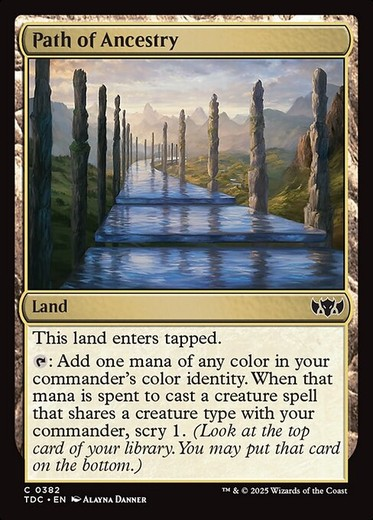 Path of Ancestry
Land
This land enters tapped.
: Add one mana of any color in your
commander's color identity. When that
mana is spent to cast a creature spell
that shares a creature type with your
commander, scry 1. (Look at the top
card of your library. You may put that card
on the bottom.)
C 0382
TDC • EN ALAYNA DANNER
™ & © 2025 Wizards of the Coast